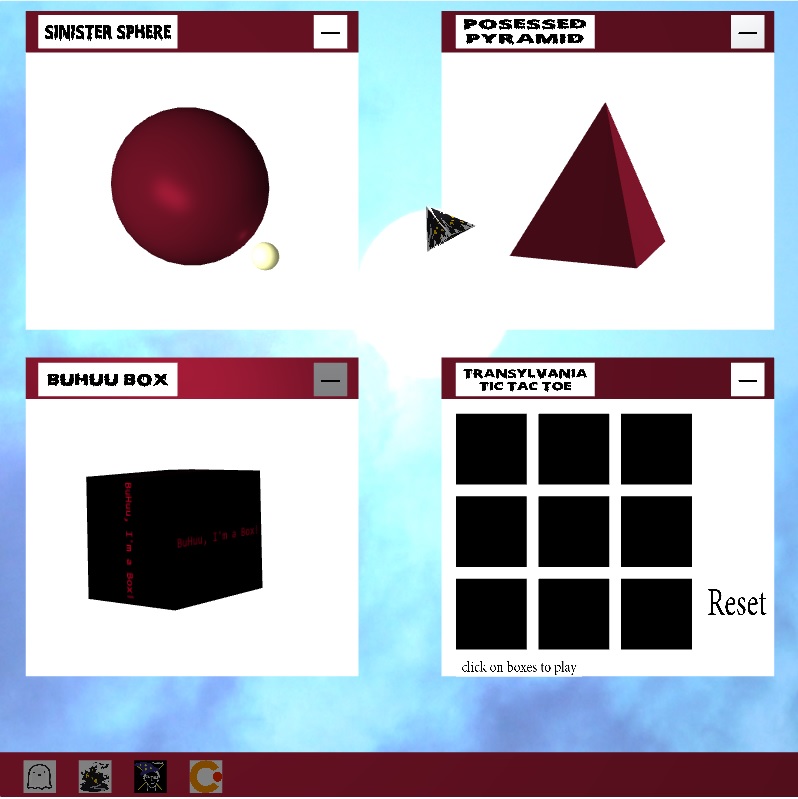 SINISTER SPHERE
POSESSED
PYRAMID
BUHUU BOX
BuHuu, I'm a Box!
BuHuu, I'm a Box!
TRANSYLVANIA
TIC TAC TOE
Reset
click on boxes to play